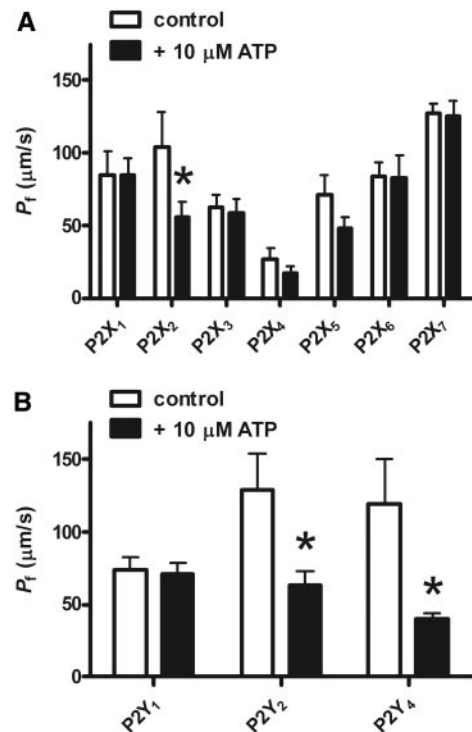 A
control
+ 10 μM ATP
150
100
50
0
Pf (μm/s)
*
P2X1 P2X2 P2X3 P2X4 P2X5 P2X6 P2X7
B
control
+ 10 μM ATP
150
100
50
0
Pf (μm/s)
*
*
P2Y1 P2Y2 P2Y4